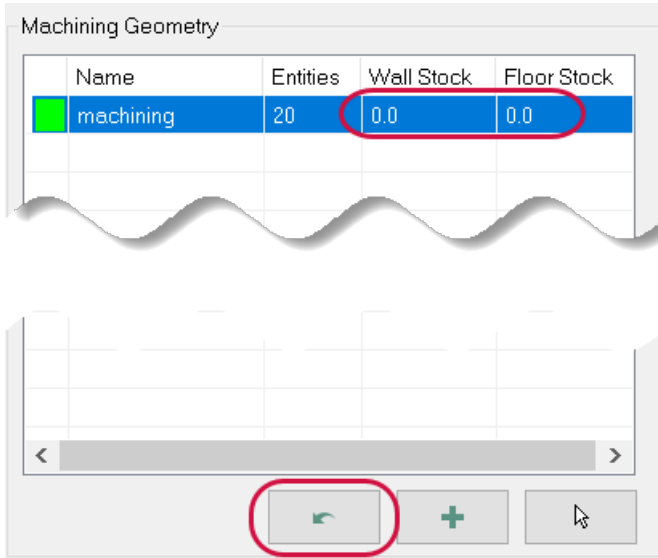 Machining Geometry
Name Entities Wall Stock Floor Stock
machining 20 0.0 0.0